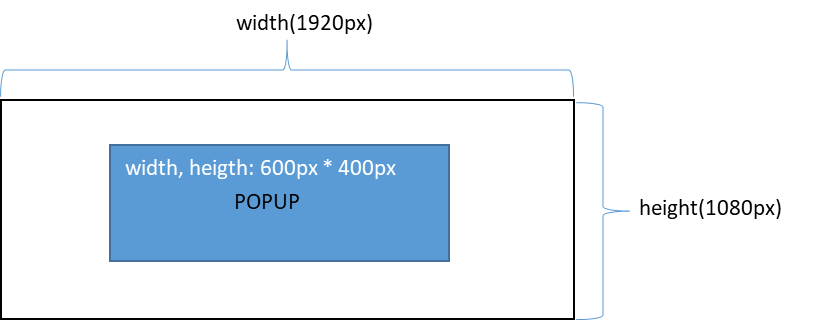 width(1920px)
width, heigth: 600px * 400px
POPUP
height(1080px)